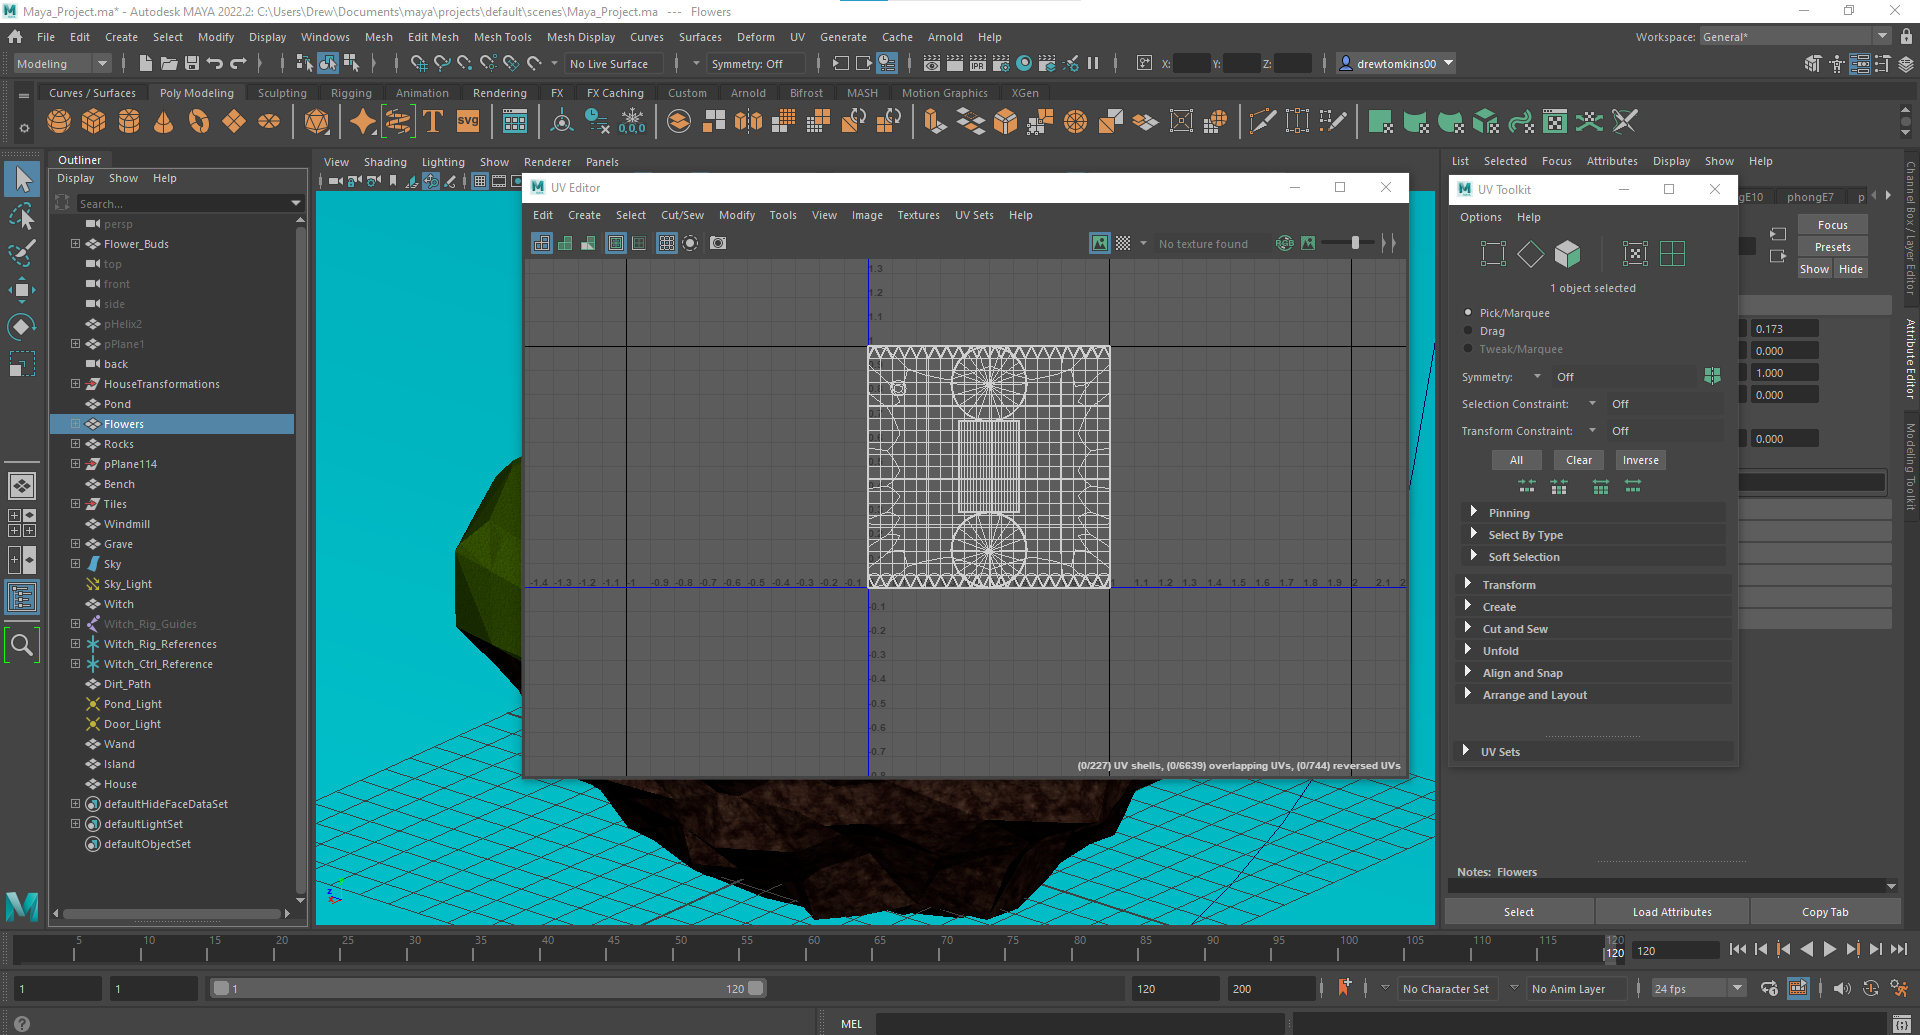 Maya_Project.ma* - Autodesk MAYA 2022.2: C:\Users\Drew\Documents\maya\projects\default\scenes\Maya_Project.ma --- Flowers
File Edit Create Select Modify Display Windows Mesh Edit Mesh Mesh Tools Mesh Display Curves Surfaces Deform UV Generate Cache Arnold Help
Workspace: General*
Modeling No Live Surface Symmetry: Off X: Y: Z: drewtomkins00
Curves / Surfaces Poly Modeling Sculpting Rigging Animation Rendering FX FX Caching Custom Arnold Bifrost MASH Motion Graphics XGen
T svg 0,0,0
Outliner
Display Show Help
Search...
persp
Flower_Buds
top
front
side
pHelix2
pPlane1
back
HouseTransformations
Pond
Flowers
Rocks
pPlane114
Bench
Tiles
Windmill
Grave
Sky
Sky_Light
Witch
Witch_Rig_Guides
Witch_Rig_References
Witch_Ctrl_Reference
Dirt_Path
Pond_Light
Door_Light
Wand
Island
House
defaultHideFaceDataSet
defaultLightSet
defaultObjectSet
View Shading Lighting Show Renderer Panels
UV Editor
Edit Create Select Cut/Sew Modify Tools View Image Textures UV Sets Help
No texture found RGB
1.3
1.2
1.1
-1.4 -1.3 -1.2 -1.1 -1 -0.9 -0.8 -0.7 -0.6 -0.5 -0.4 -0.3 -0.2 -0.1 1 1.1 1.2 1.3 1.4 1.5 1.6 1.7 1.8 1.9 2 2.1 2
-0.1
-0.2
-0.3
-0.4
-0.5
-0.6
-0.7
(0/227) UV shells, (0/6639) overlapping UVs, (0/744) reversed UVs
z
UV Toolkit
Options Help
1 object selected
Pick/Marquee
Drag
Tweak/Marquee
Symmetry: Off
Selection Constraint: Off
Transform Constraint: Off
All Clear Inverse
Pinning
Select By Type
Soft Selection
Transform
Create
Cut and Sew
Unfold
Align and Snap
Arrange and Layout
UV Sets
List Selected Focus Attributes Display Show Help
gE10 phongE7 p
Focus
Presets
Show Hide
0.173
0.000
1.000
0.000
0.000
Notes: Flowers
Select Load Attributes Copy Tab
Channel Box / Layer Editor
Attribute Editor
Modeling Toolkit
5 10 15 20 25 30 35 40 45 50 55 60 65 70 75 80 85 90 95 100 105 110 115 120
120 120
1 1 1 120 120 200 No Character Set No Anim Layer 24 fps
MEL